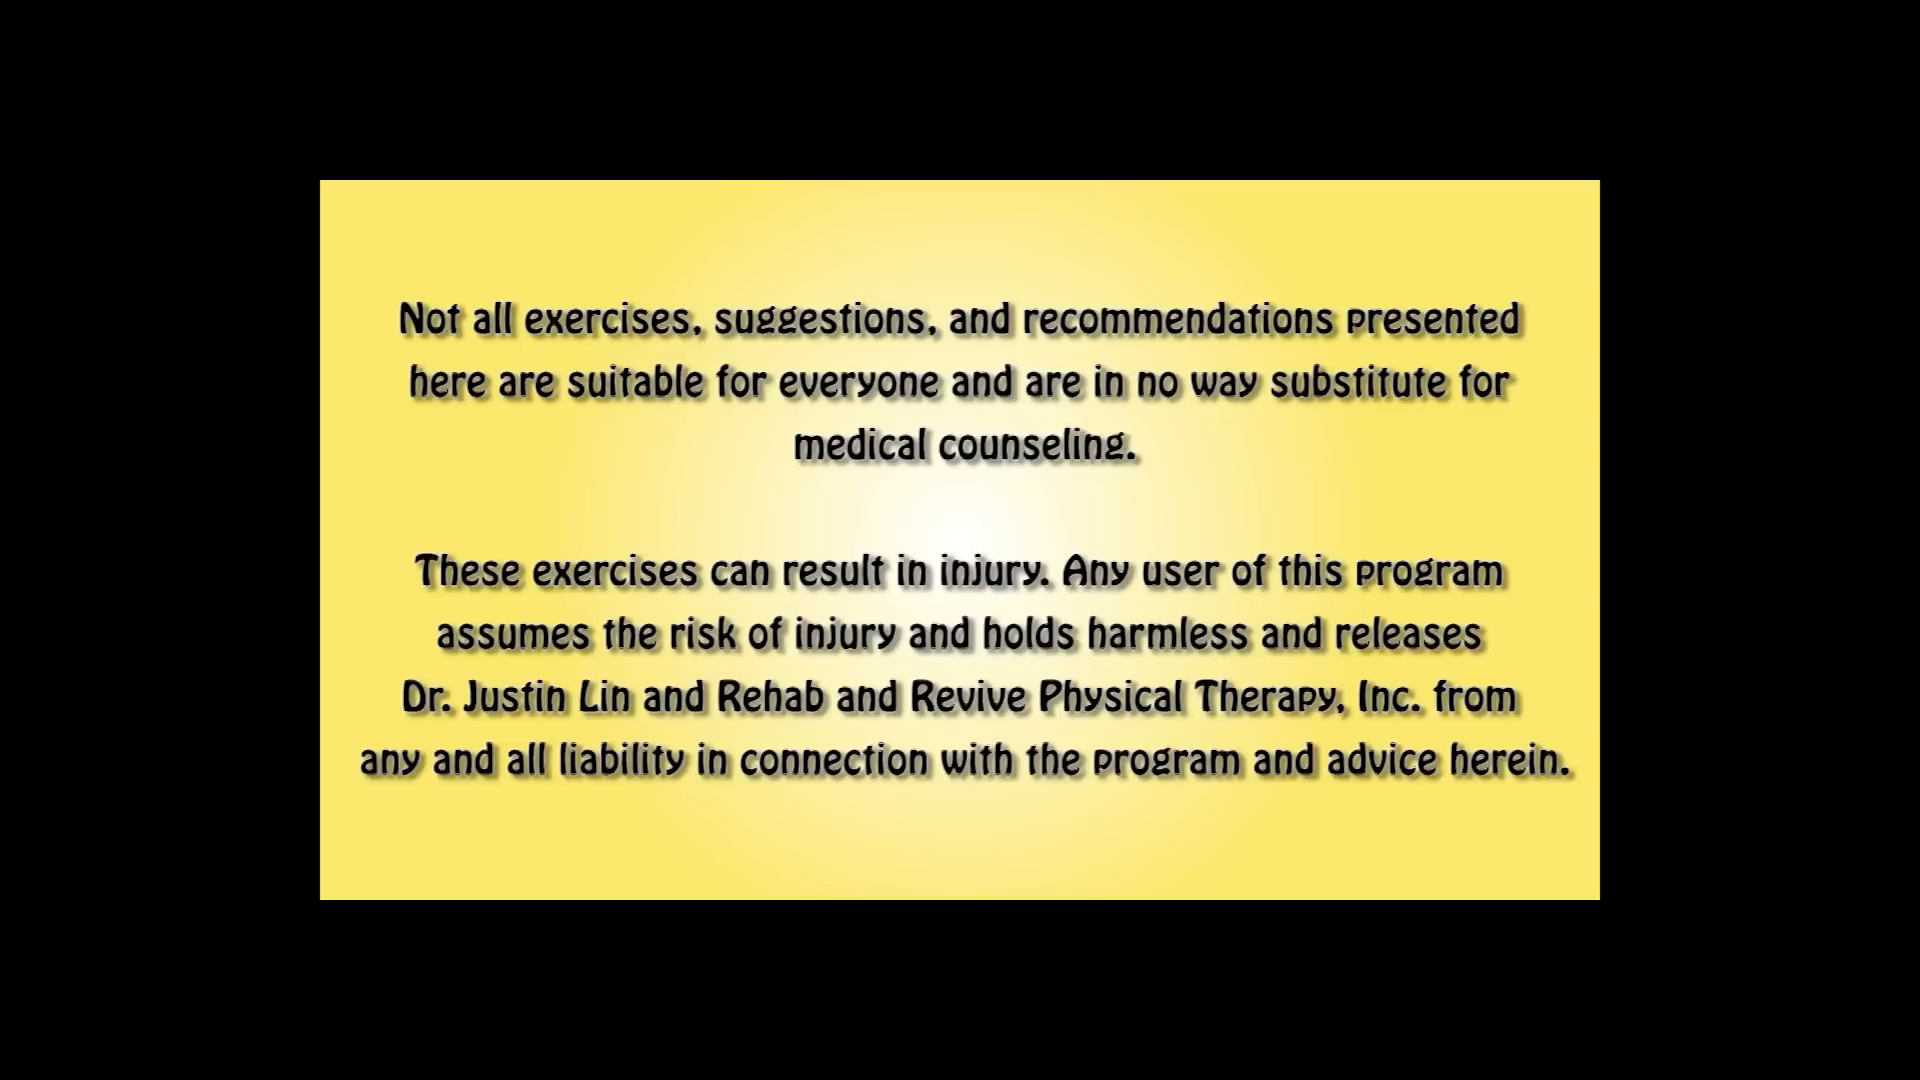 Not all exercises, suggestions, and recommendations presented
here are suitable for everyone and are in no way substitute for
medical counseling.
These exercises can result in injury. Any user of this program
assumes the risk of injury and holds harmless and releases
Dr. Justin Lin and Rehab and Revive Physical Therapy, Inc. from
any and all liability in connection with the program and advice herein.